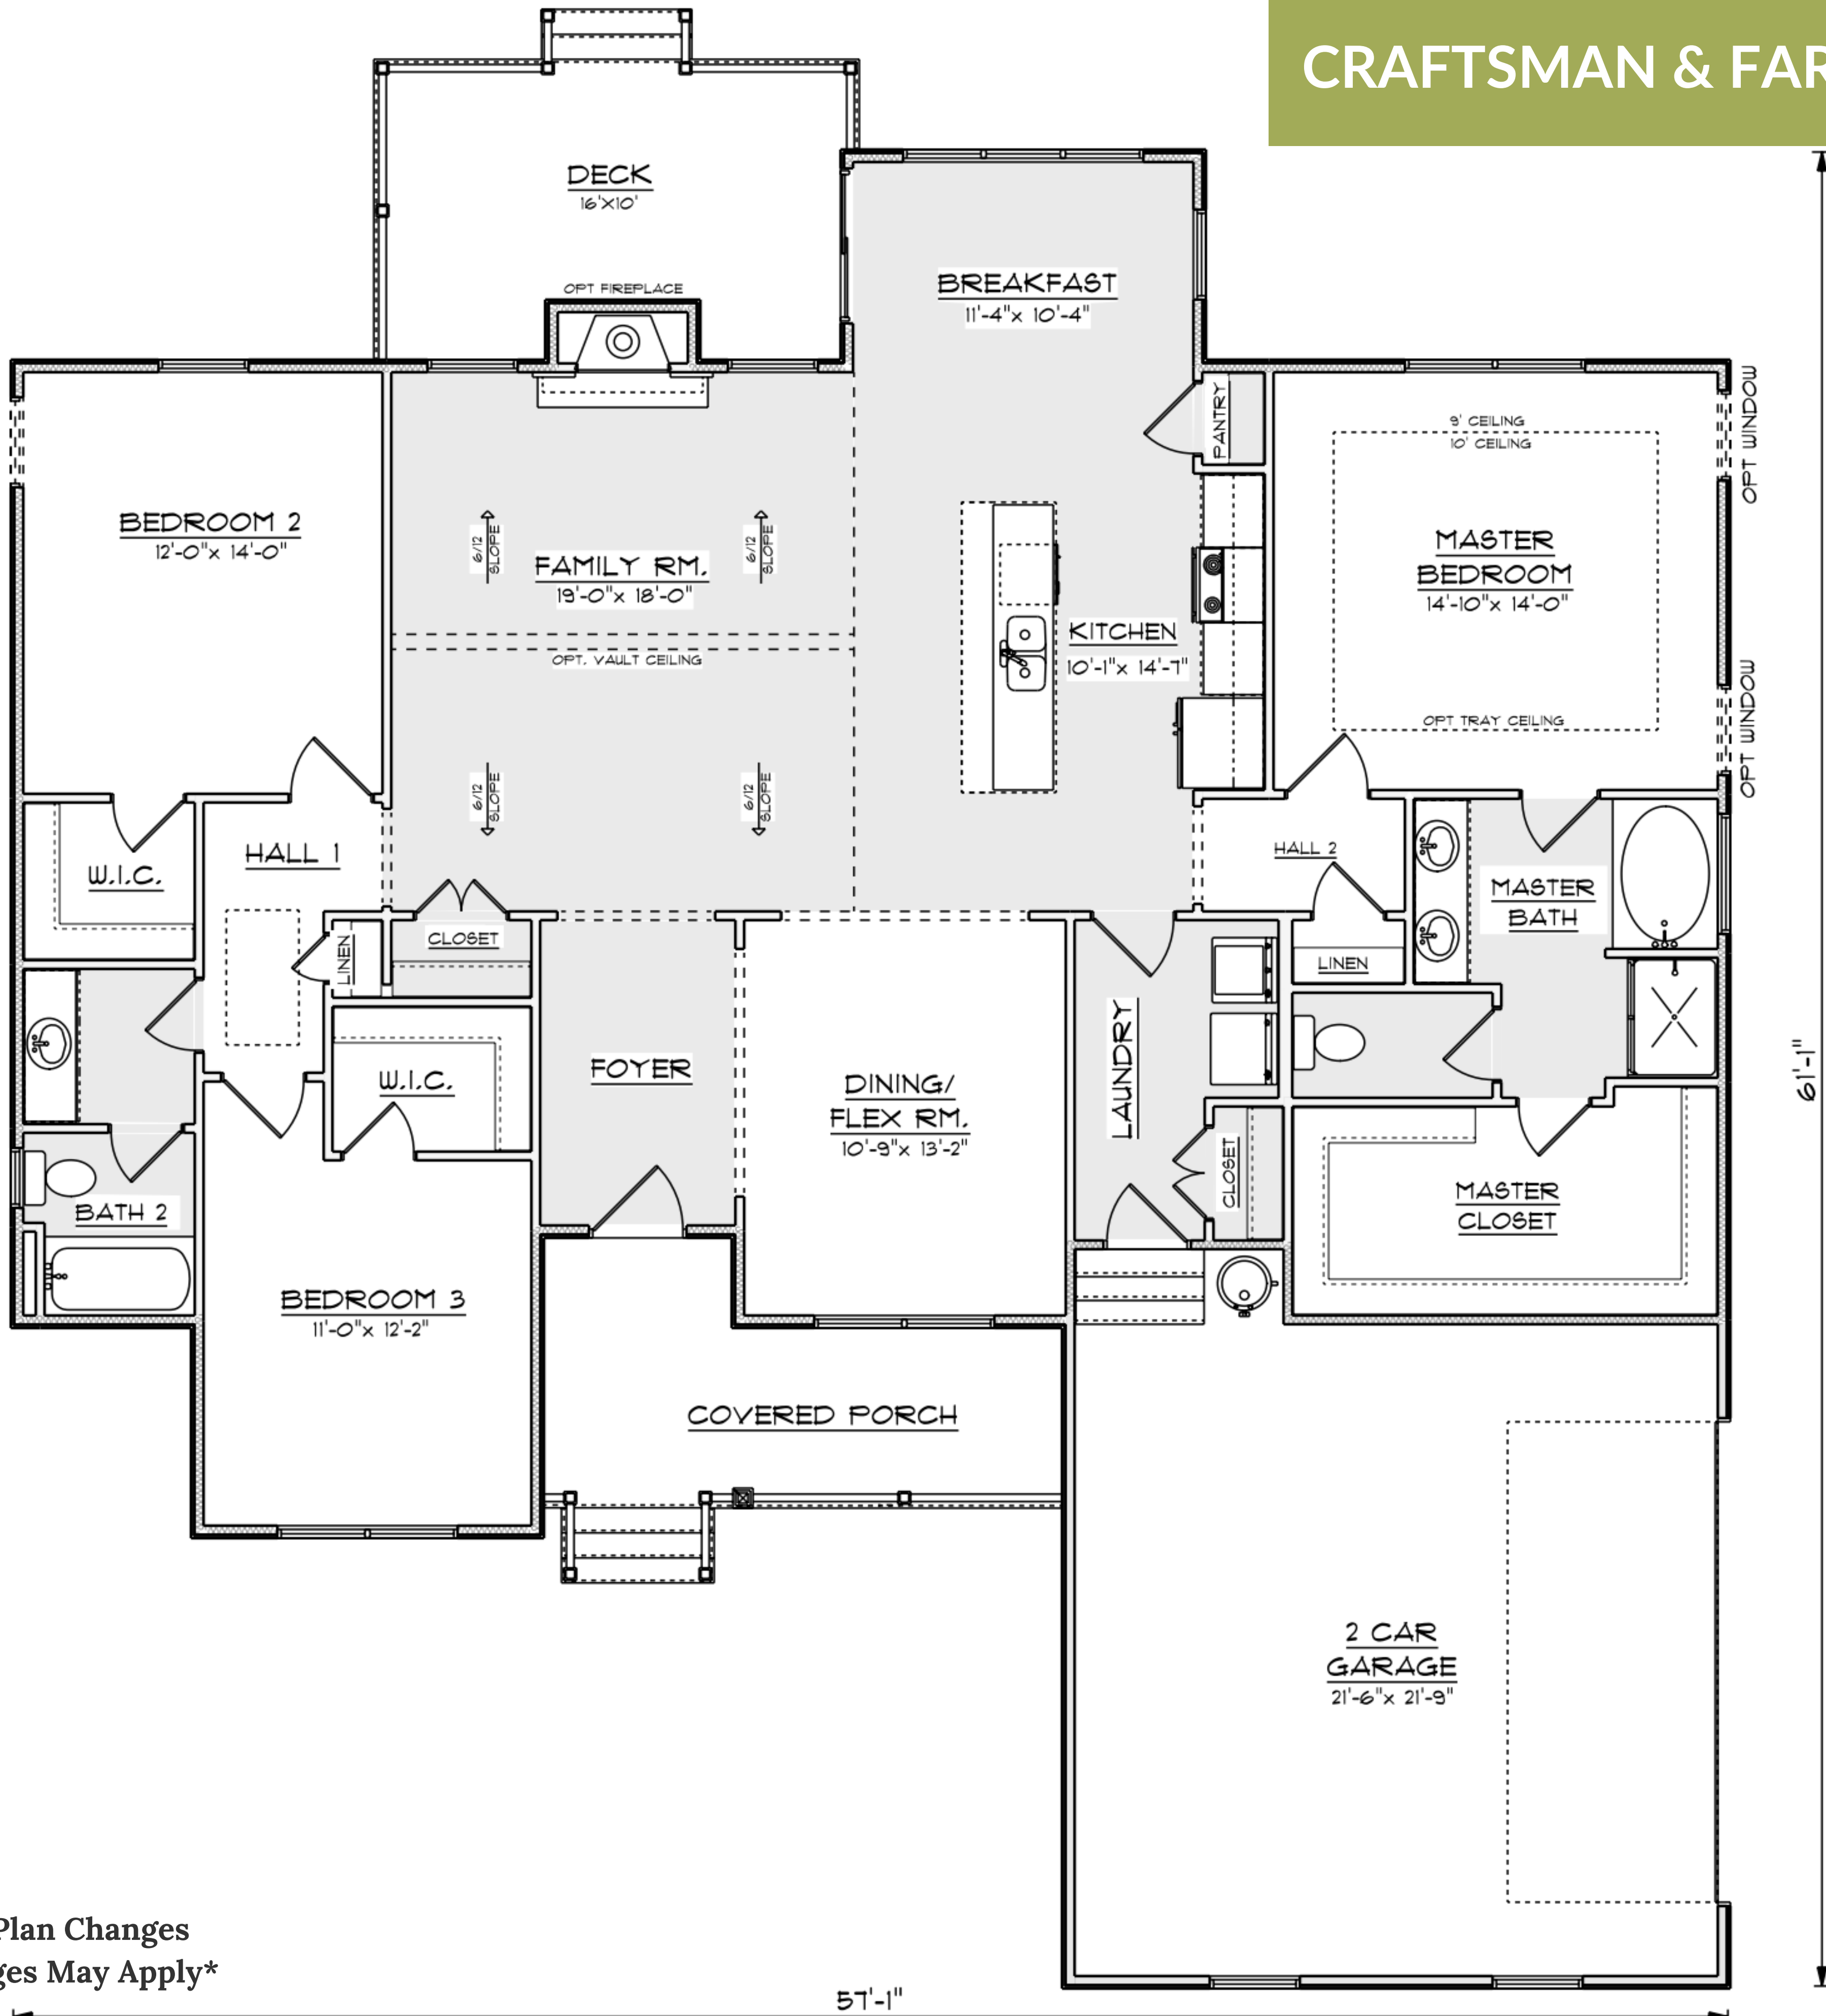 CRAFTSMAN & FAR
DECK
16'X10'
OPT FIREPLACE
BREAKFAST
11'-4"x 10'-4"
PANTRY
OPT WINDOW
9' CEILING
10' CEILING
BEDROOM 2
12'-0"x 14'-0"
6/12
SLOPE
6/12
SLOPE
FAMILY RM.
19'-0"x 18'-0"
MASTER
BEDROOM
14'-10"x 14'-0"
KITCHEN
10'-1"x 14'-7"
OPT. VAULT CEILING
OPT TRAY CEILING
OPT WINDOW
6/12
SLOPE
6/12
SLOPE
W.I.C.
HALL 1
HALL 2
MASTER
BATH
LINEN
CLOSET
LINEN
W.I.C.
FOYER
DINING/
FLEX RM.
10'-9"x 13'-2"
LAUNDRY
61'-1"
CLOSET
MASTER
CLOSET
BATH 2
BEDROOM 3
11'-0"x 12'-2"
COVERED PORCH
2 CAR
GARAGE
21'-6"x 21'-9"
Plan Changes
ges May Apply*
57'-1"